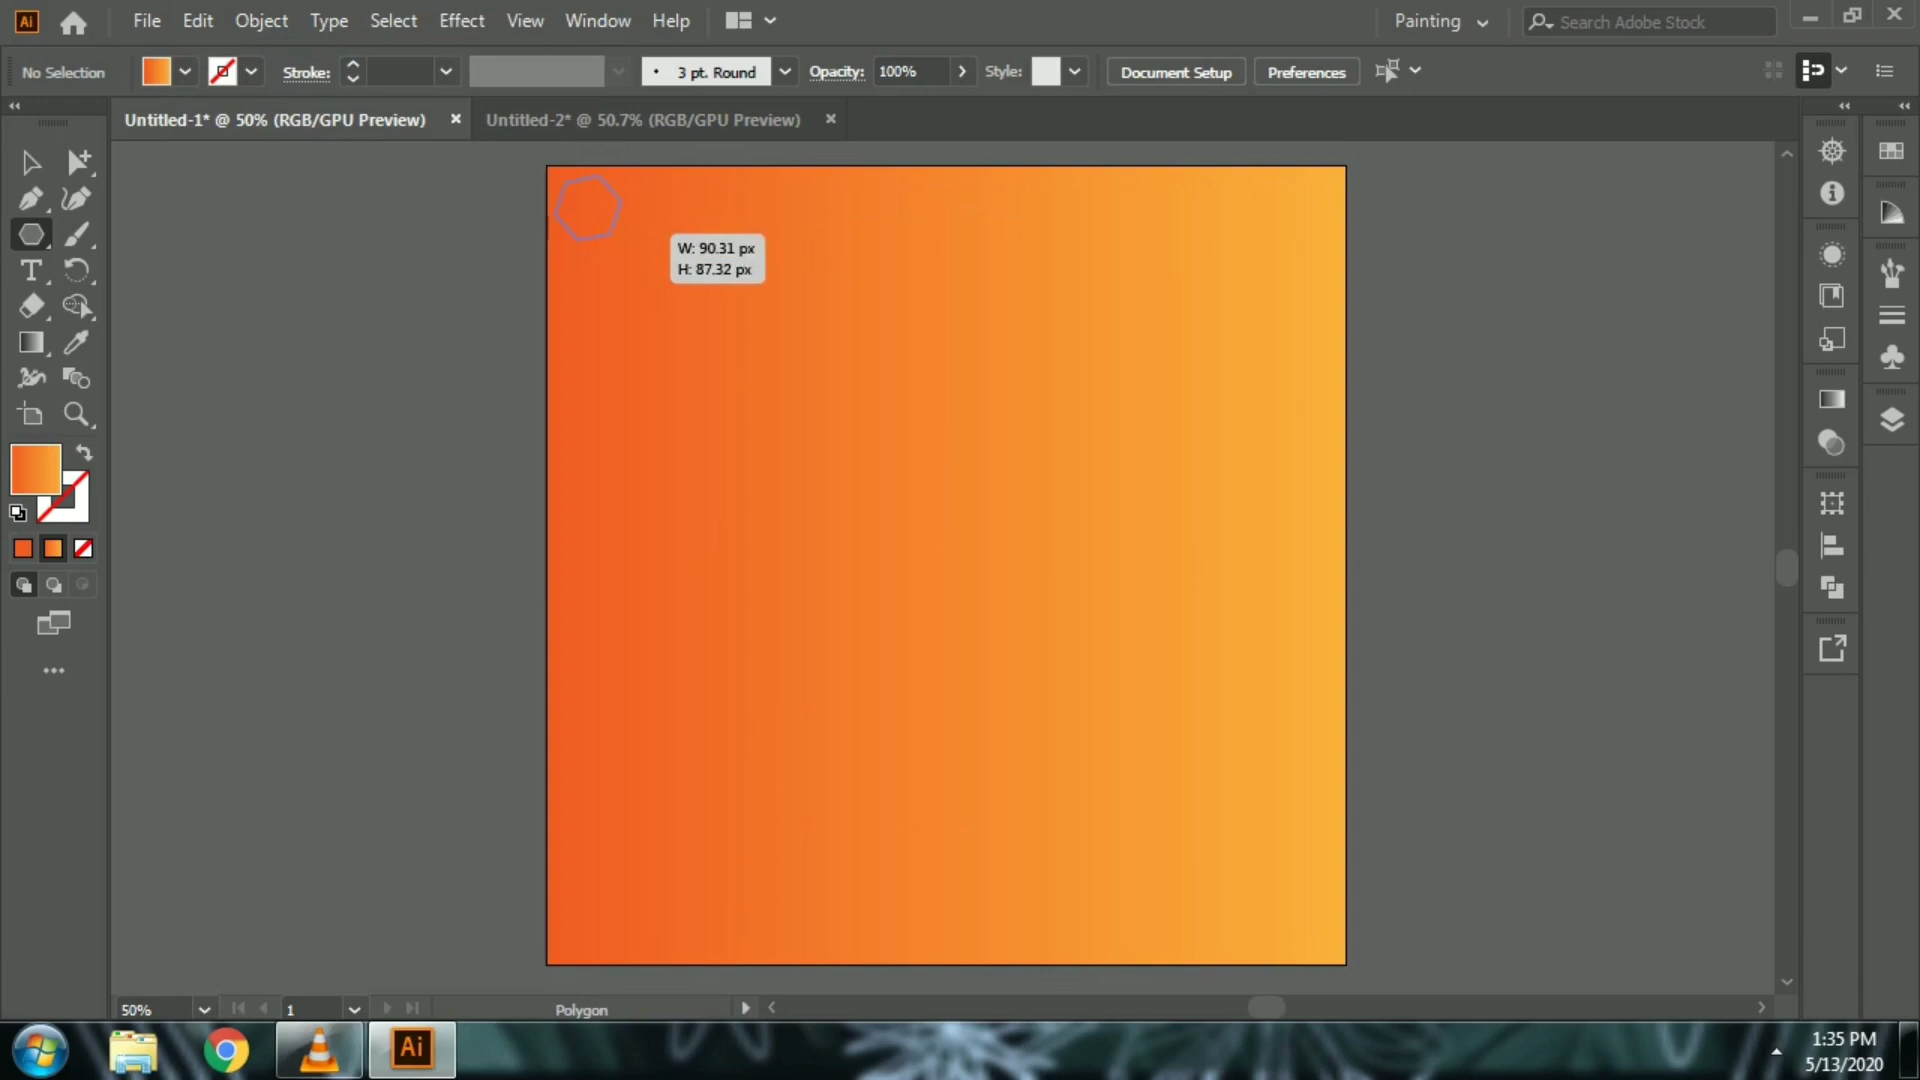 Ai File Edit Object Type Select Effect View Window Help Painting Search Adobe Stock
No Selection Stroke: 3 pt. Round Opacity: 100% Style: Document Setup Preferences
Untitled-1* @ 50% (RGB/GPU Preview) × Untitled-2* @ 50.7% (RGB/GPU Preview) ×
W: 90.31 px
H: 87.32 px
50% 1 Polygon
Ai 1:35 PM
5/13/2020